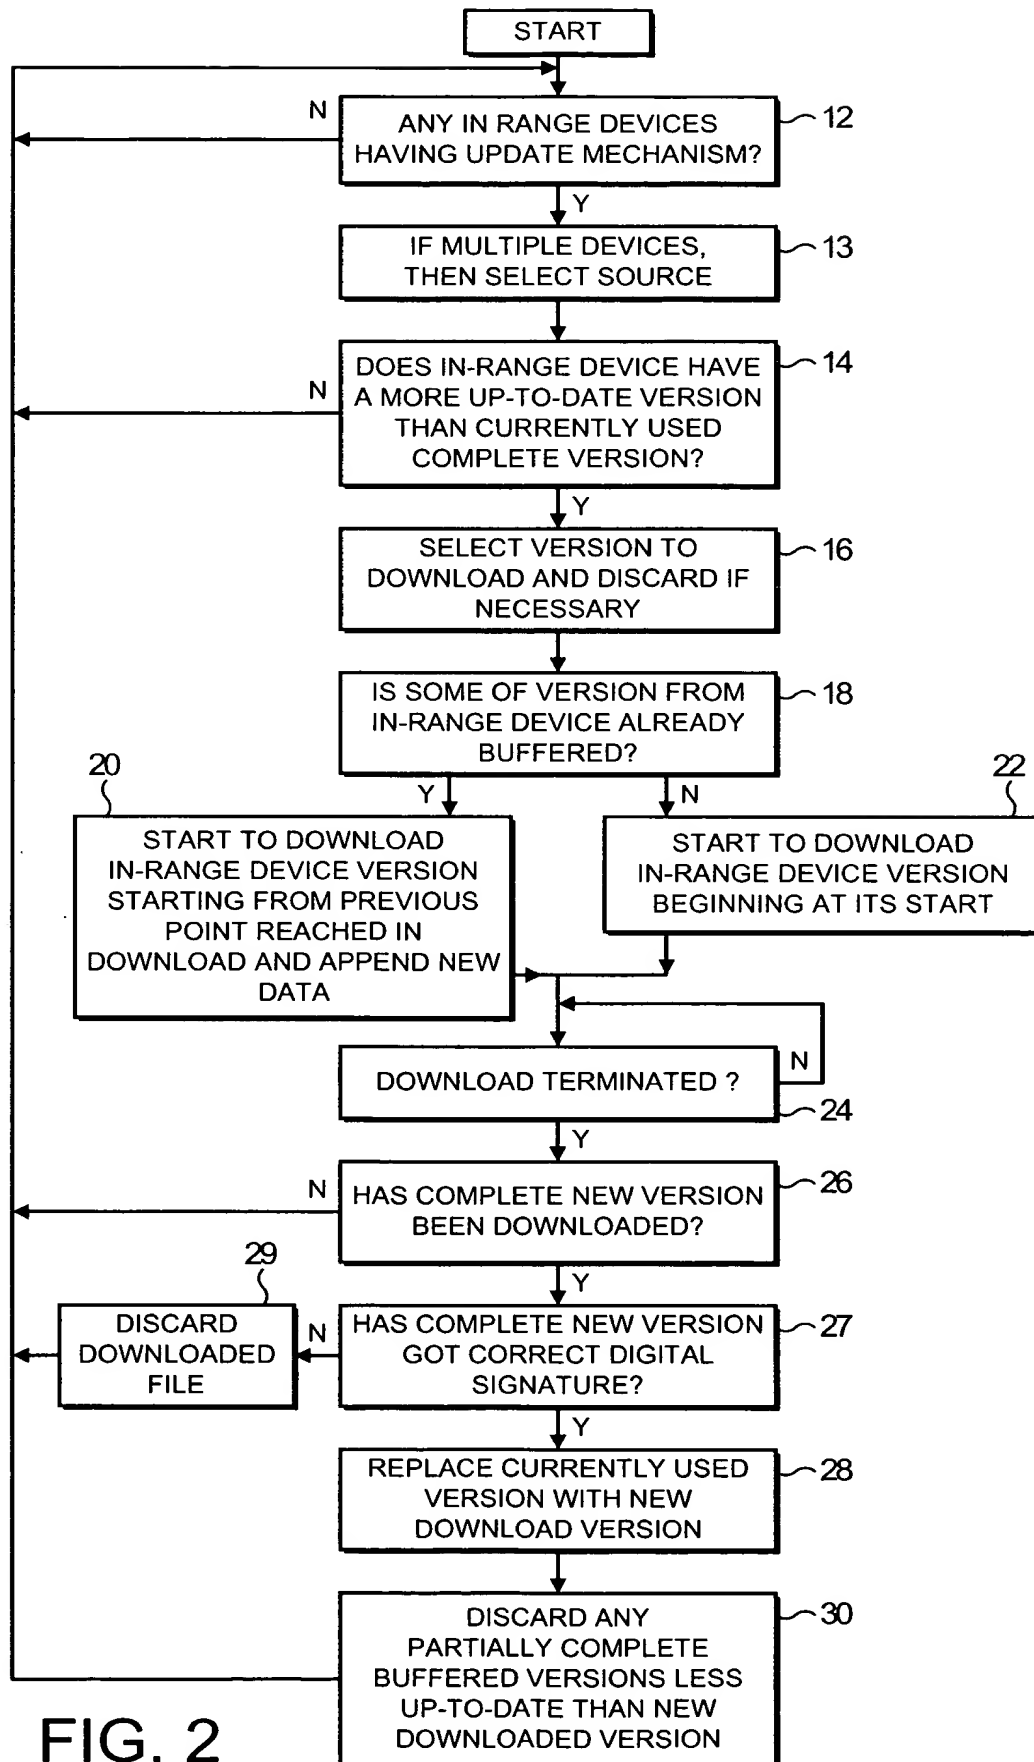 START
N
ANY IN RANGE DEVICES
HAVING UPDATE MECHANISM?
12
Y
IF MULTIPLE DEVICES,
THEN SELECT SOURCE
13
N
DOES IN-RANGE DEVICE HAVE
A MORE UP-TO-DATE VERSION
THAN CURRENTLY USED
COMPLETE VERSION?
14
Y
SELECT VERSION TO
DOWNLOAD AND DISCARD IF
NECESSARY
16
IS SOME OF VERSION FROM
IN-RANGE DEVICE ALREADY
BUFFERED?
18
Y
N
20
START TO DOWNLOAD
IN-RANGE DEVICE VERSION
STARTING FROM PREVIOUS
POINT REACHED IN
DOWNLOAD AND APPEND NEW
DATA
22
START TO DOWNLOAD
IN-RANGE DEVICE VERSION
BEGINNING AT ITS START
DOWNLOAD TERMINATED ?
N
24
Y
N
HAS COMPLETE NEW VERSION
BEEN DOWNLOADED?
26
Y
29
DISCARD
DOWNLOADED
FILE
N
HAS COMPLETE NEW VERSION
GOT CORRECT DIGITAL
SIGNATURE?
27
Y
REPLACE CURRENTLY USED
VERSION WITH NEW
DOWNLOAD VERSION
28
DISCARD ANY
PARTIALLY COMPLETE
BUFFERED VERSIONS LESS
UP-TO-DATE THAN NEW
DOWNLOADED VERSION
30
FIG. 2